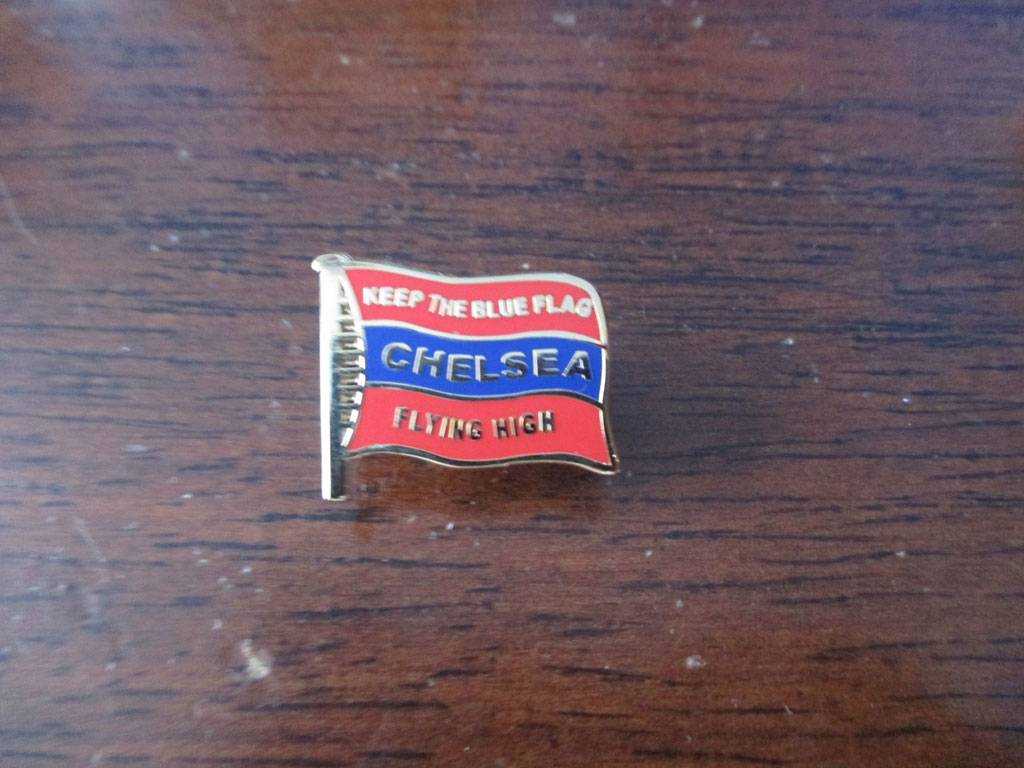 KEEP THE BLUE FLAG
CHELSEA
FLYING HIGH